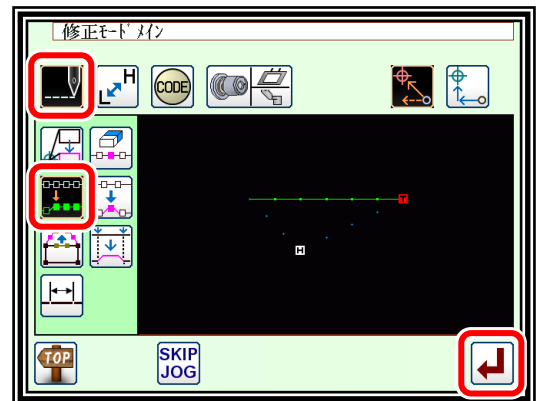 修正ﾓｰﾄﾞ ﾒｲﾝ
H
CODE
T
H
TOP
SKIP
JOG